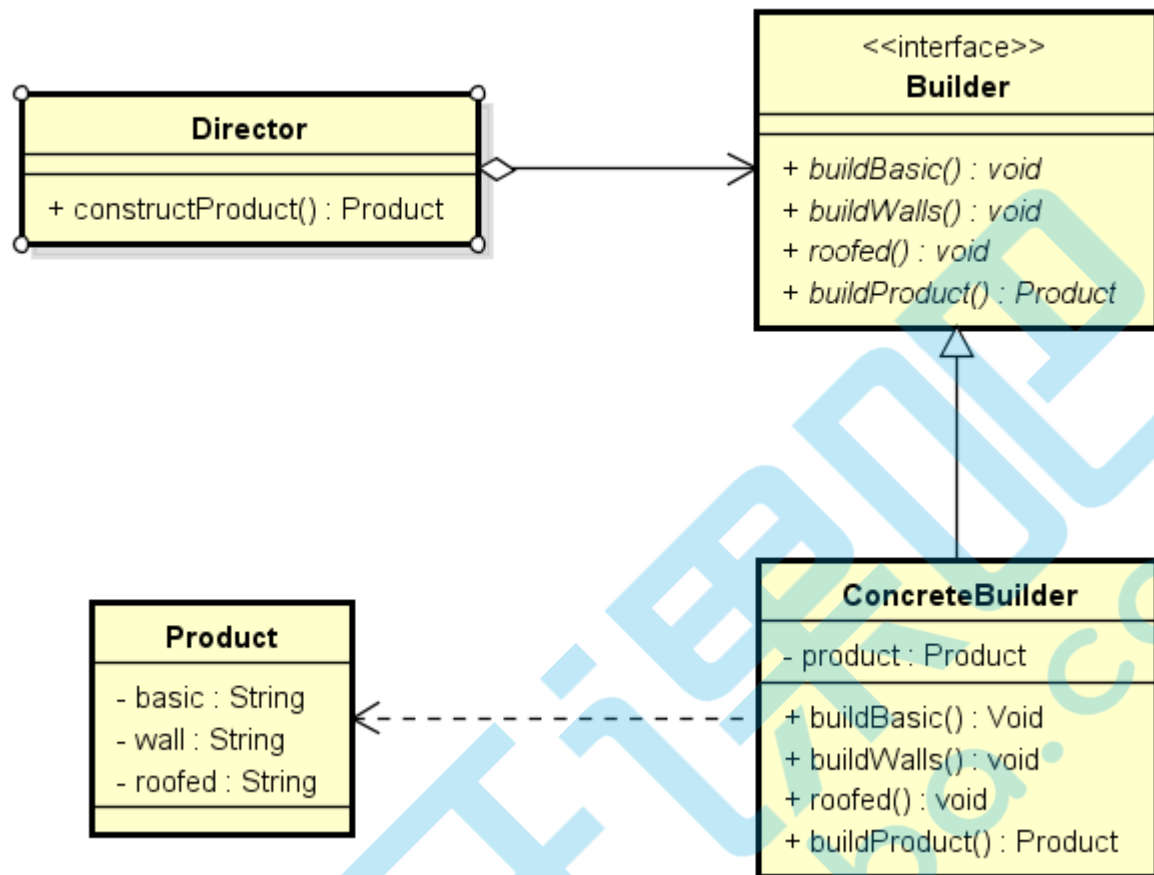 Director
+ constructProduct() : Product
<<interface>>
Builder
+ buildBasic() : void
+ buildWalls() : void
+ roofed() : void
+ buildProduct() : Product
Product
- basic : String
- wall : String
- roofed : String
ConcreteBuilder
- product : Product
+ buildBasic() : Void
+ buildWalls() : void
+ roofed() : void
+ buildProduct() : Product